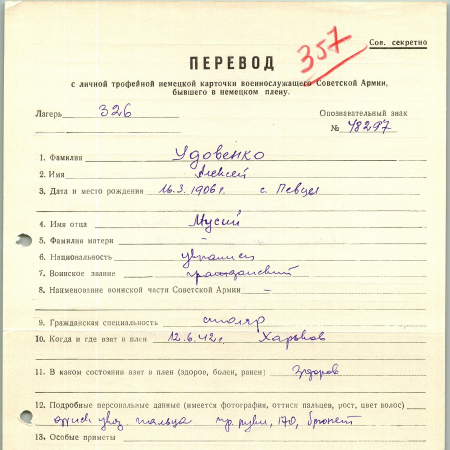 357
Сов. секретно
ПЕРЕВОД
с личной трофейной немецкой карточки военнослужащего Советской Армии,
бывшего в немецком плену.
Лагерь 326
Опознавательный знак
№ 48297
1. Фамилия Удовенко
2. Имя Алексей
3. Дата и место рождения 16.3.1906г. с. Певцы
4. Имя отца Мусий
5. Фамилия матери –
6. Национальность украинец
7. Воинское звание гражданский
8. Наименование воинской части Советской Армии –
9. Гражданская специальность столяр
10. Когда и где взят в плен 12.6.42г. Харьков
11. В каком состоянии взят в плен (здоров, болен, ранен) Здоров
12. Подробные персональные данные (имеется фотография, оттиск пальца, рост, цвет волос)
оттиск указ. пальца пр. руки, 170, брюнет
13. Особые приметы